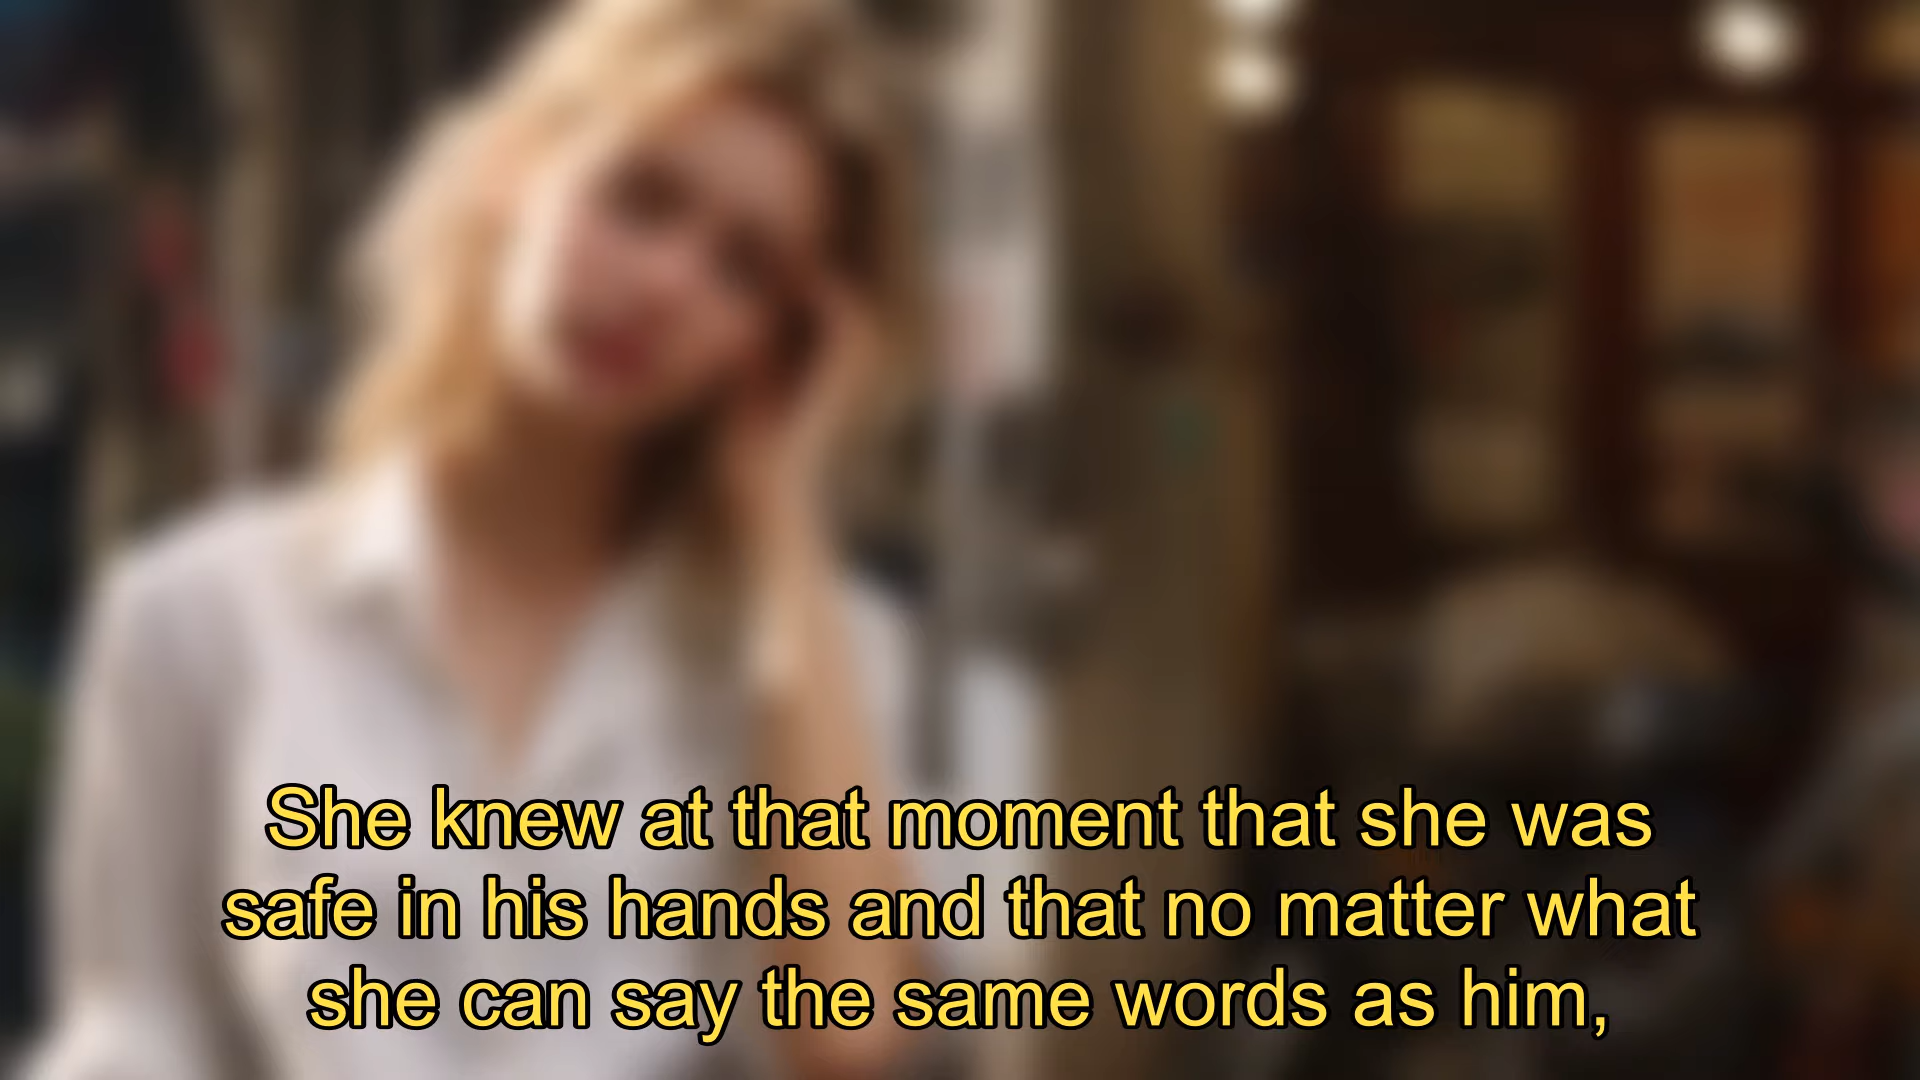 She knew at that moment that she was
safe in his hands and that no matter what
she can say the same words as him,